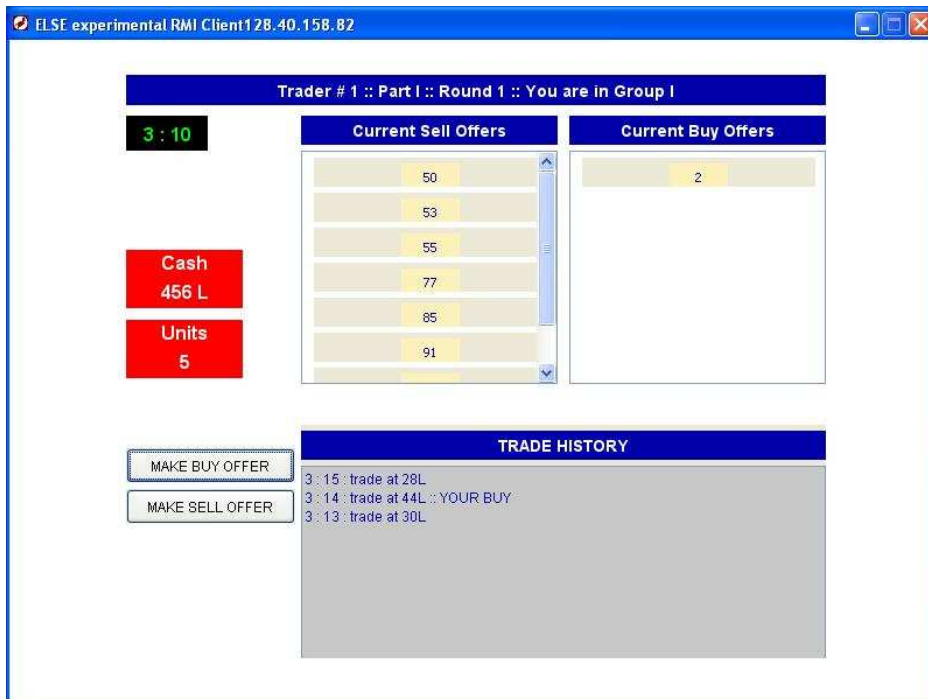 ELSE experimental RMI Client128.40.158.82
Trader # 1 :: Part I :: Round 1 :: You are in Group I
3 : 10
Current Sell Offers
Current Buy Offers
50
53
55
77
85
91
2
Cash
456 L
Units
5
MAKE BUY OFFER
MAKE SELL OFFER
TRADE HISTORY
3 : 15 : trade at 28L
3 : 14 : trade at 44L :: YOUR BUY
3 : 13 : trade at 30L